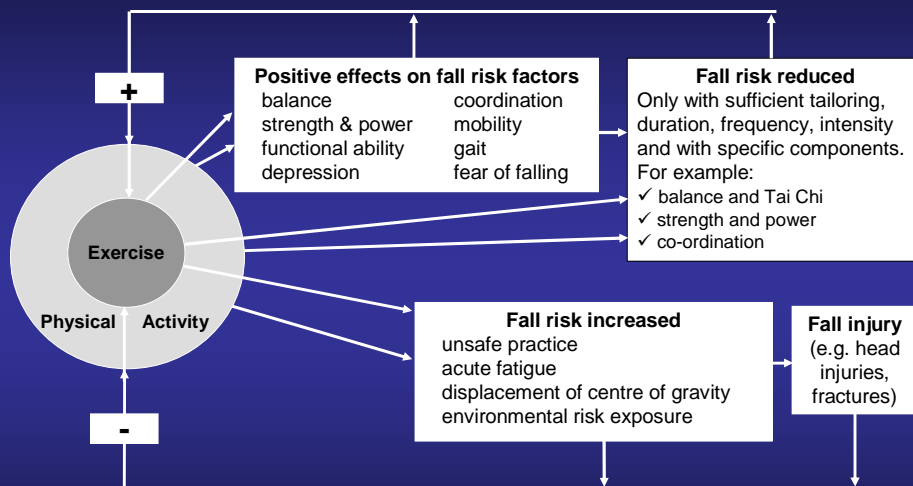 +
Exercise
Physical Activity
-
Positive effects on fall risk factors
balance coordination
strength & power mobility
functional ability gait
depression fear of falling
Fall risk reduced
Only with sufficient tailoring,
duration, frequency, intensity
and with specific components.
For example:
✓ balance and Tai Chi
✓ strength and power
✓ co-ordination
Fall risk increased
unsafe practice
acute fatigue
displacement of centre of gravity
environmental risk exposure
Fall injury
(e.g. head
injuries,
fractures)